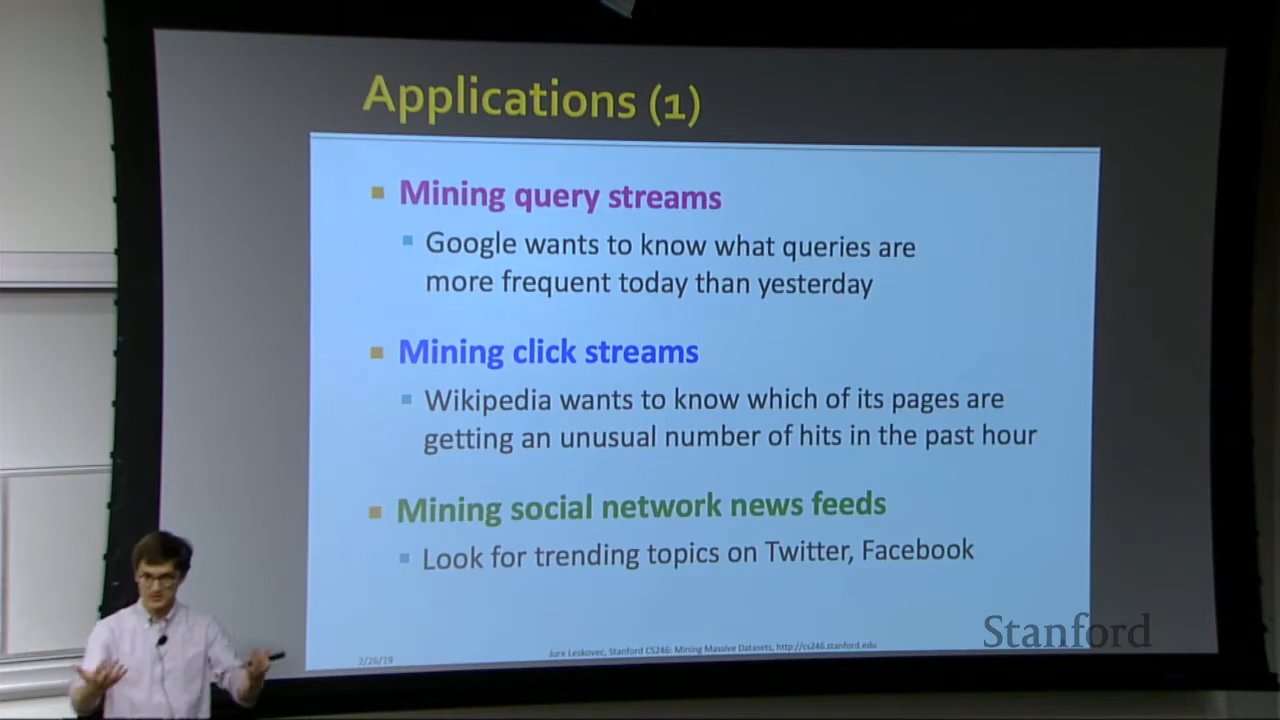 Applications (1)
Mining query streams
Google wants to know what queries are
more frequent today than yesterday
Mining click streams
Wikipedia wants to know which of its pages are
getting an unusual number of hits in the past hour
Mining social network news feeds
Look for trending topics on Twitter, Facebook
Stanford
2/26/19
Jure Leskovec, Stanford CS246: Mining Massive Datasets, http://cs246.stanford.edu